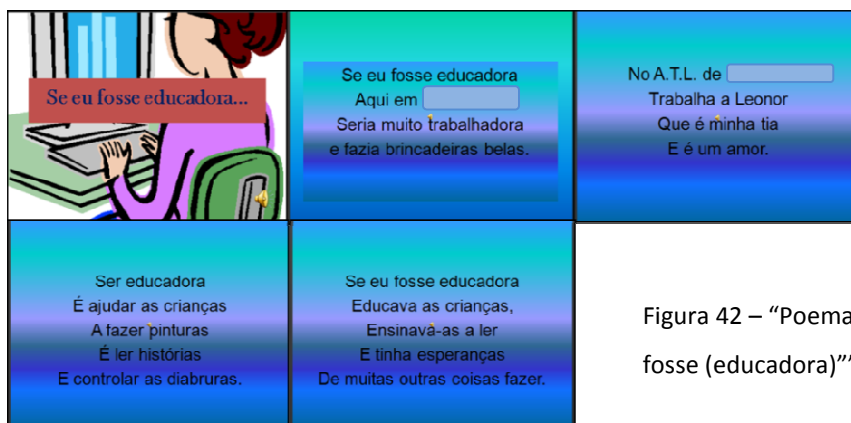 Se eu fosse educadora...
Se eu fosse educadora
Aqui em
Seria muito trabalhadora
e fazia brincadeiras belas.
No A.T.L. de
Trabalha a Leonor
Que é minha tia
E é um amor.
Ser educadora
É ajudar as crianças
A fazer pinturas
É ler histórias
E controlar as diabruras.
Se eu fosse educadora
Educava as crianças,
Ensinava-as a ler
E tinha esperanças
De muitas outras coisas fazer.
Figura 42 – “Poema
fosse (educadora)”